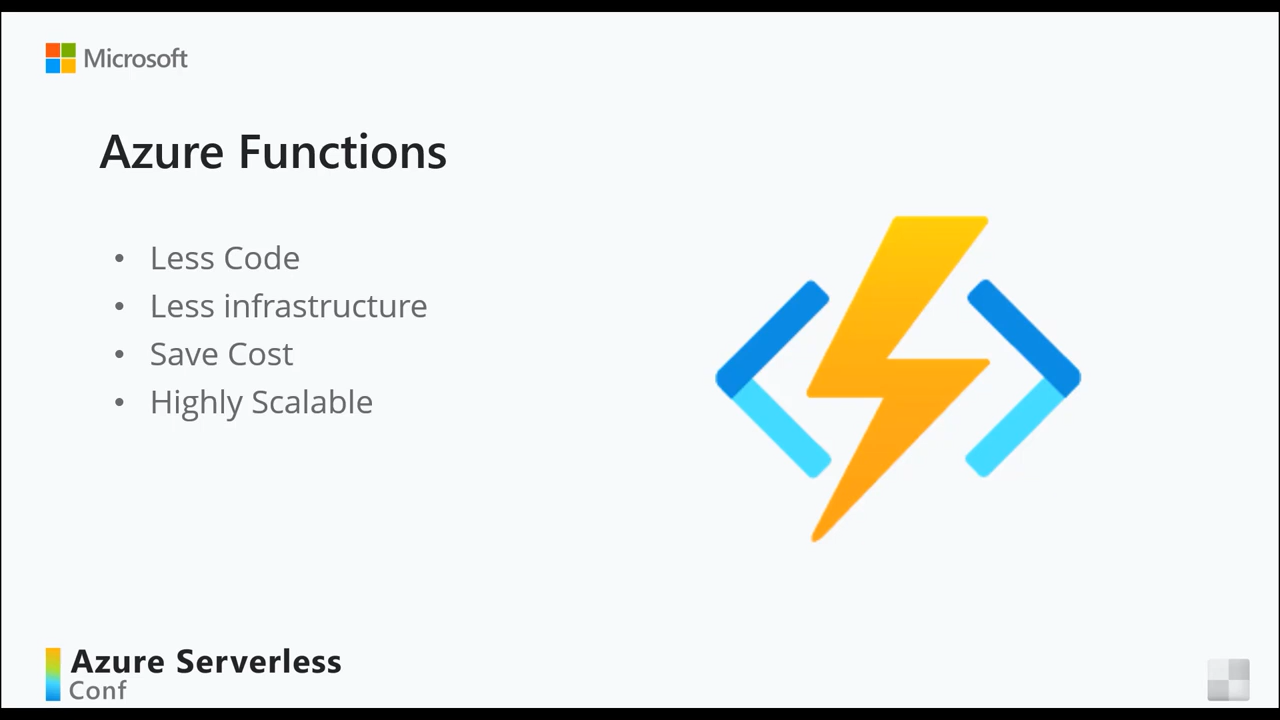 Microsoft
Azure Functions
• Less Code
• Less infrastructure
• Save Cost
• Highly Scalable
Azure Serverless
Conf